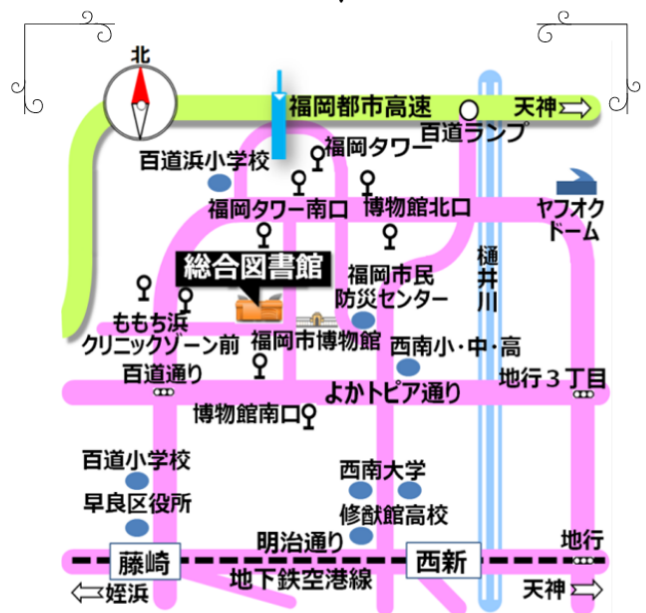 北
福岡都市高速
天神
百道ランプ
福岡タワー
百道浜小学校
福岡タワー南口
博物館北口
ヤフオク
ドーム
樋井川
総合図書館
福岡市民
防災センター
ももち浜
クリニックゾーン前
福岡市博物館
西南小・中・高
百道通り
よかトピア通り
地行３丁目
博物館南口
百道小学校
西南大学
早良区役所
修猷館高校
明治通り
地行
藤崎
西新
地下鉄空港線
姪浜
天神